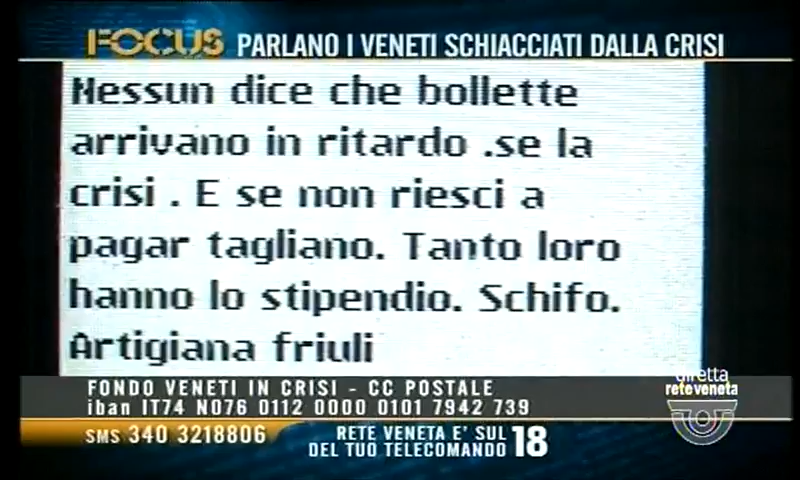 FOCUS PARLANO I VENETI SCHIACCIATI DALLA CRISI
Nessun dice che bollette
arrivano in ritardo .se la
crisi . E se non riesci a
pagar tagliano. Tanto loro
hanno lo stipendio. Schifo.
Artigiana friuli
diretta
reteveneta
FONDO VENETI IN CRISI - CC POSTALE
iban IT74 N076 0112 0000 0101 7942 739
SMS 340 3218806
RETE VENETA E' SUL
DEL TUO TELECOMANDO 18